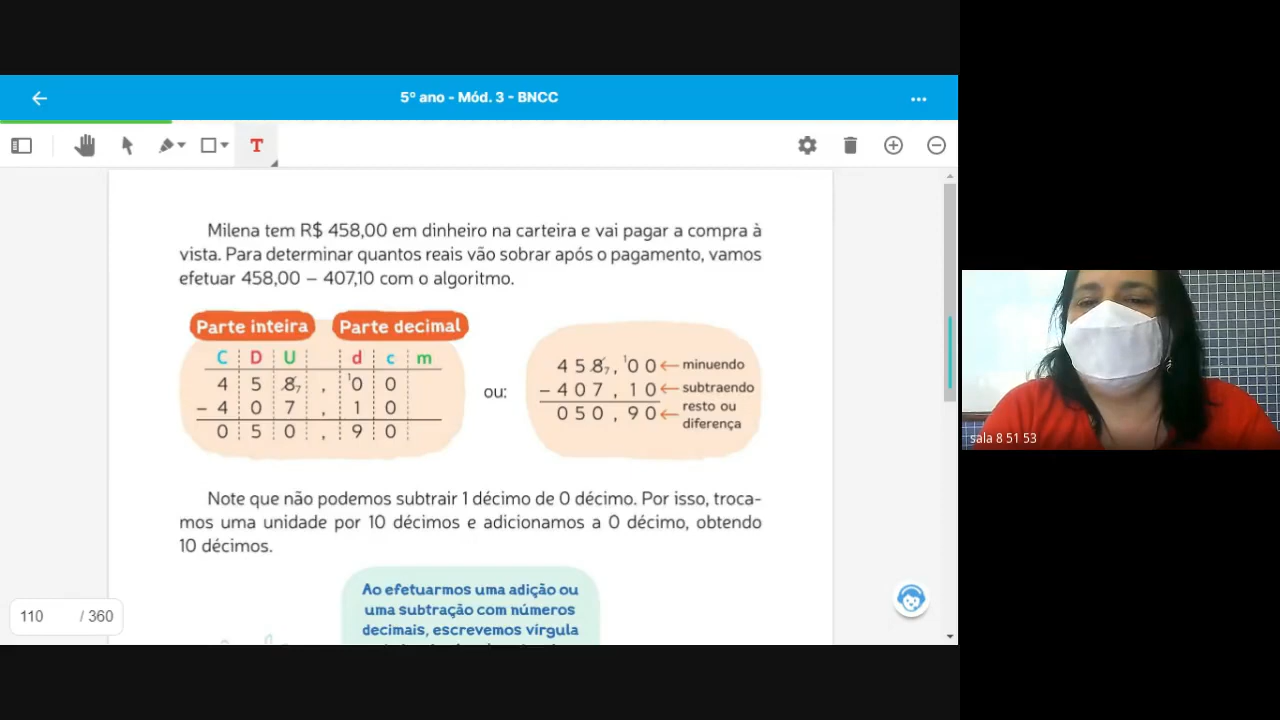 5º ano - Mód. 3 - BNCC
T
Milena tem R$ 458,00 em dinheiro na carteira e vai pagar a compra à
vista. Para determinar quantos reais vão sobrar após o pagamento, vamos
efetuar 458,00 – 407,10 com o algoritmo.
Parte inteira Parte decimal
C D U d c m
4 5 8 7 , 1 0 0
– 4 0 7 , 1 0
0 5 0 , 9 0
ou:
4 5 8 7 , 1 0 0 ← minuendo
– 4 0 7 , 1 0 ← subtraendo
0 5 0 , 9 0 ← resto ou
diferença
Note que não podemos subtrair 1 décimo de 0 décimo. Por isso, troca-
mos uma unidade por 10 décimos e adicionamos a 0 décimo, obtendo
10 décimos.
Ao efetuarmos uma adição ou
uma subtração com números
decimais, escrevemos vírgula
110 / 360
sala 8 51 53